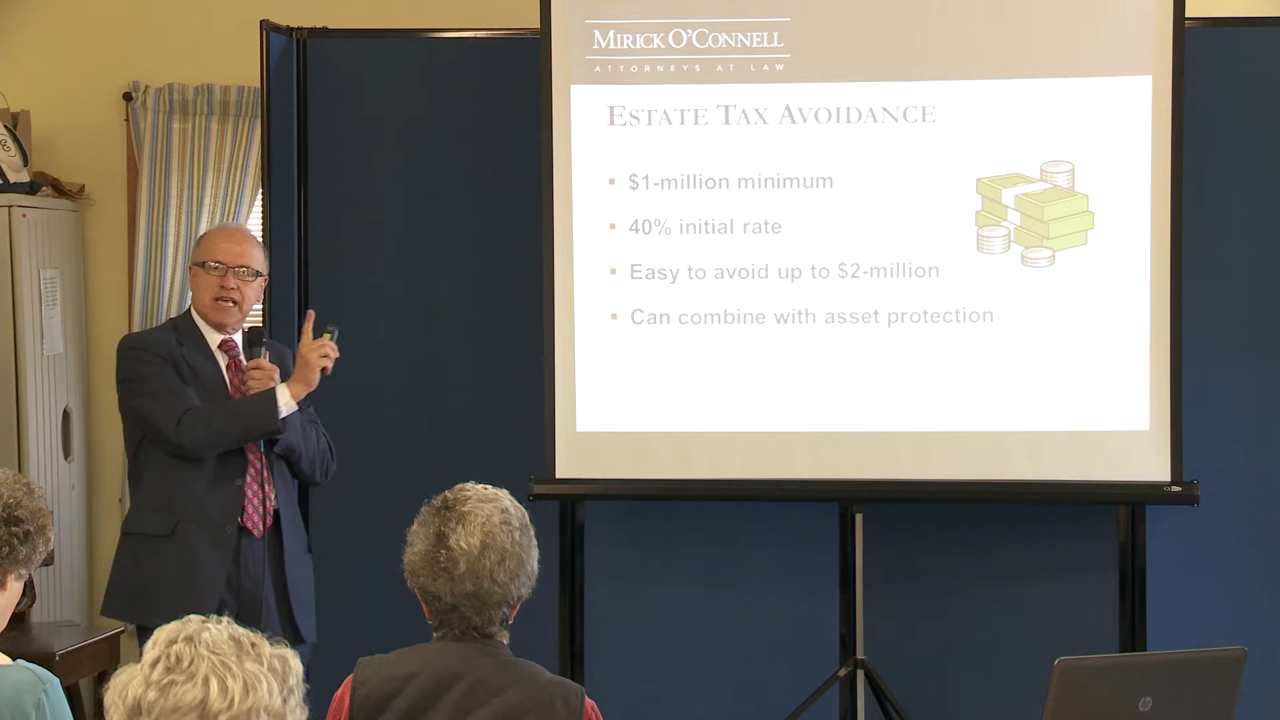 MIRICK O'CONNELL
ATTORNEYS AT LAW
ESTATE TAX AVOIDANCE
$1-million minimum
40% initial rate
Easy to avoid up to $2-million
Can combine with asset protection
hp